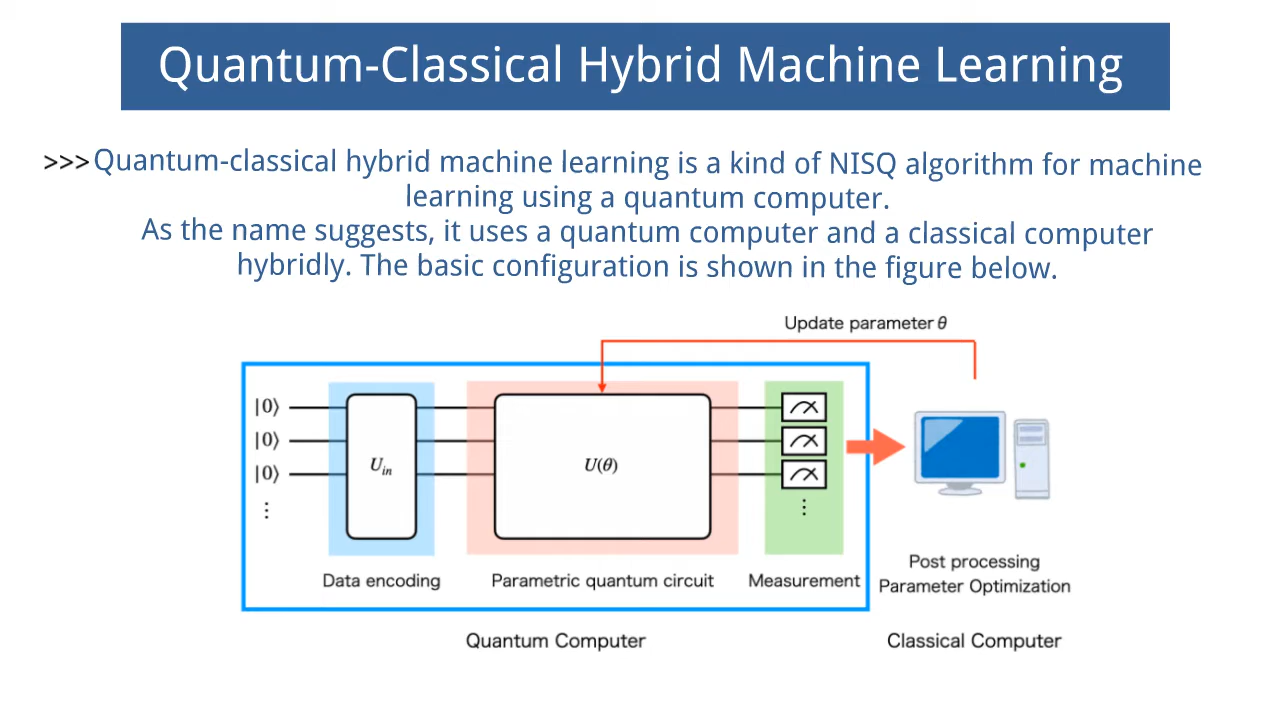 Quantum-Classical Hybrid Machine Learning
>>> Quantum-classical hybrid machine learning is a kind of NISQ algorithm for machine
learning using a quantum computer.
As the name suggests, it uses a quantum computer and a classical computer
hybridly. The basic configuration is shown in the figure below.
Update parameter θ
|0⟩
|0⟩
|0⟩
⋮
U_in
U(θ)
⋮
Data encoding
Parametric quantum circuit
Measurement
Post processing
Parameter Optimization
Quantum Computer
Classical Computer